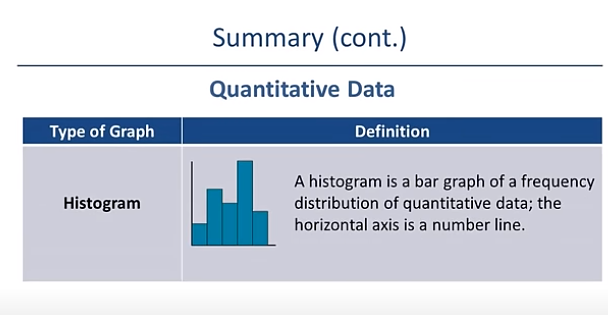 Summary (cont.)
Quantitative Data
Type of Graph
Definition
Histogram
A histogram is a bar graph of a frequency
distribution of quantitative data; the
horizontal axis is a number line.